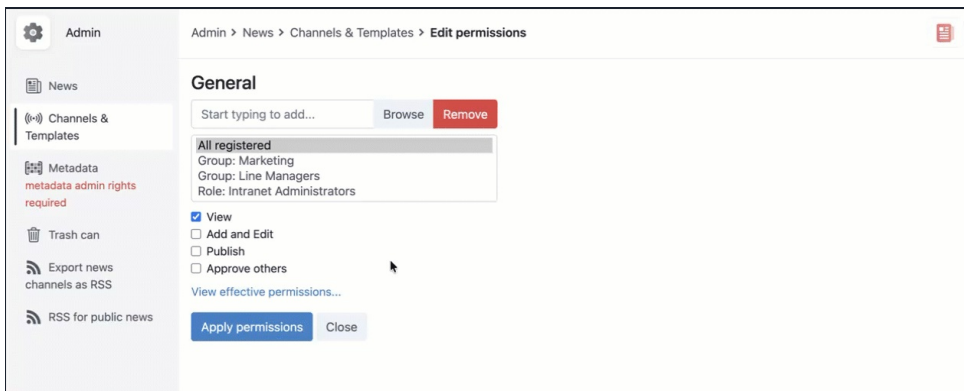 Admin
Admin > News > Channels & Templates > Edit permissions
News
Channels &
Templates
Metadata
metadata admin rights
required
Trash can
Export news
channels as RSS
RSS for public news
General
Start typing to add...
Browse
Remove
All registered
Group: Marketing
Group: Line Managers
Role: Intranet Administrators
View
Add and Edit
Publish
Approve others
View effective permissions...
Apply permissions
Close